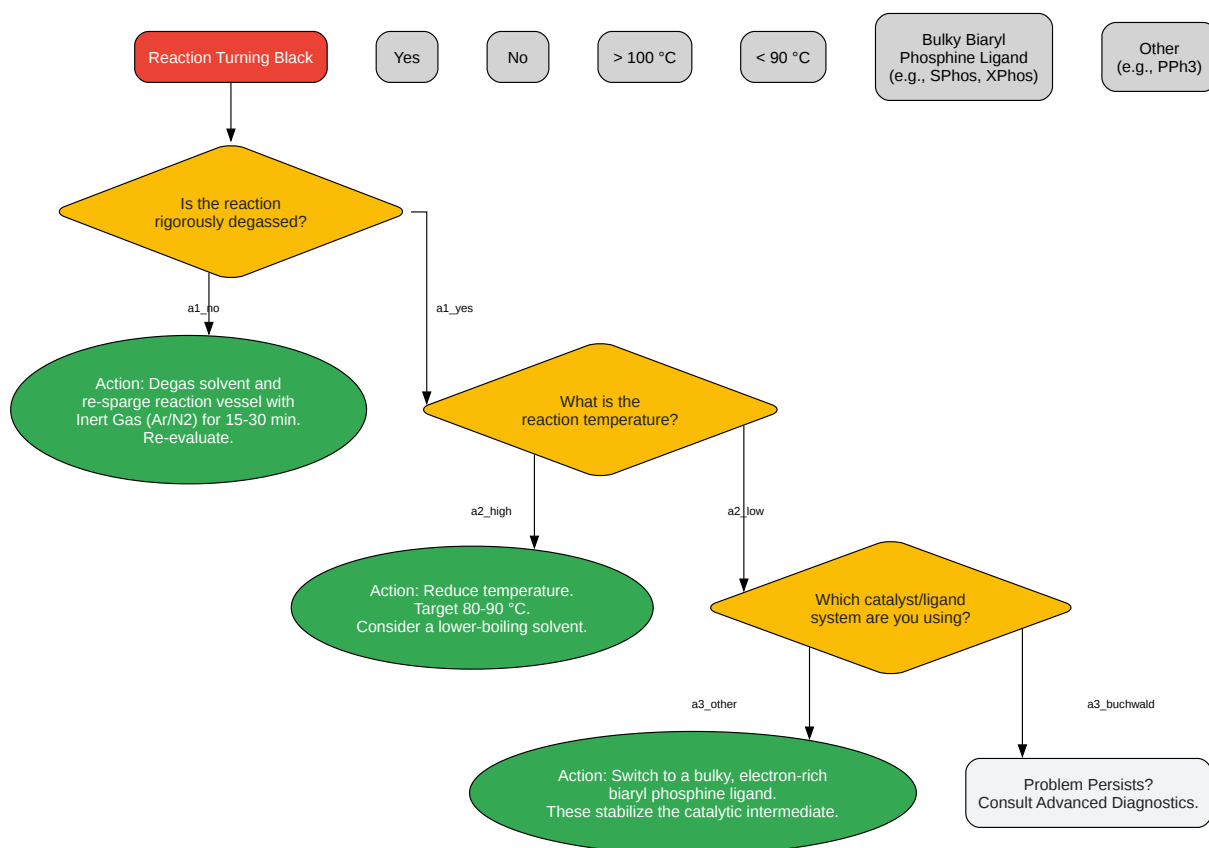 Reaction Turning Black
Yes
No
> 100 °C
< 90 °C
Bulky Biaryl
Phosphine Ligand
(e.g., SPhos, XPhos)
Other
(e.g., PPh3)
Is the reaction
rigorously degassed?
a1_no
a1_yes
Action: Degas solvent and
re-sparge reaction vessel with
Inert Gas (Ar/N2) for 15-30 min.
Re-evaluate.
What is the
reaction temperature?
a2_high
a2_low
Action: Reduce temperature.
Target 80-90 °C.
Consider a lower-boiling solvent.
Which catalyst/ligand
system are you using?
a3_other
a3_buchwald
Action: Switch to a bulky, electron-rich
biaryl phosphine ligand.
These stabilize the catalytic intermediate.
Problem Persists?
Consult Advanced Diagnostics.